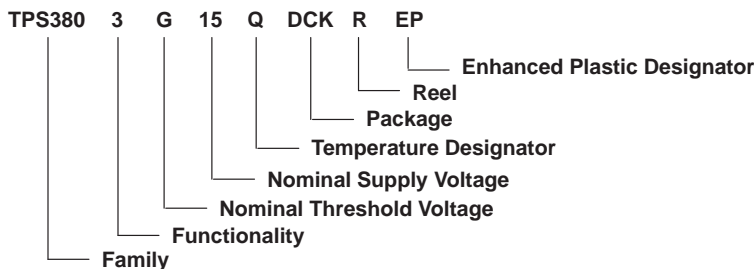 TPS380 3 G 15 Q DCK R EP
Enhanced Plastic Designator
Reel
Package
Temperature Designator
Nominal Supply Voltage
Nominal Threshold Voltage
Functionality
Family